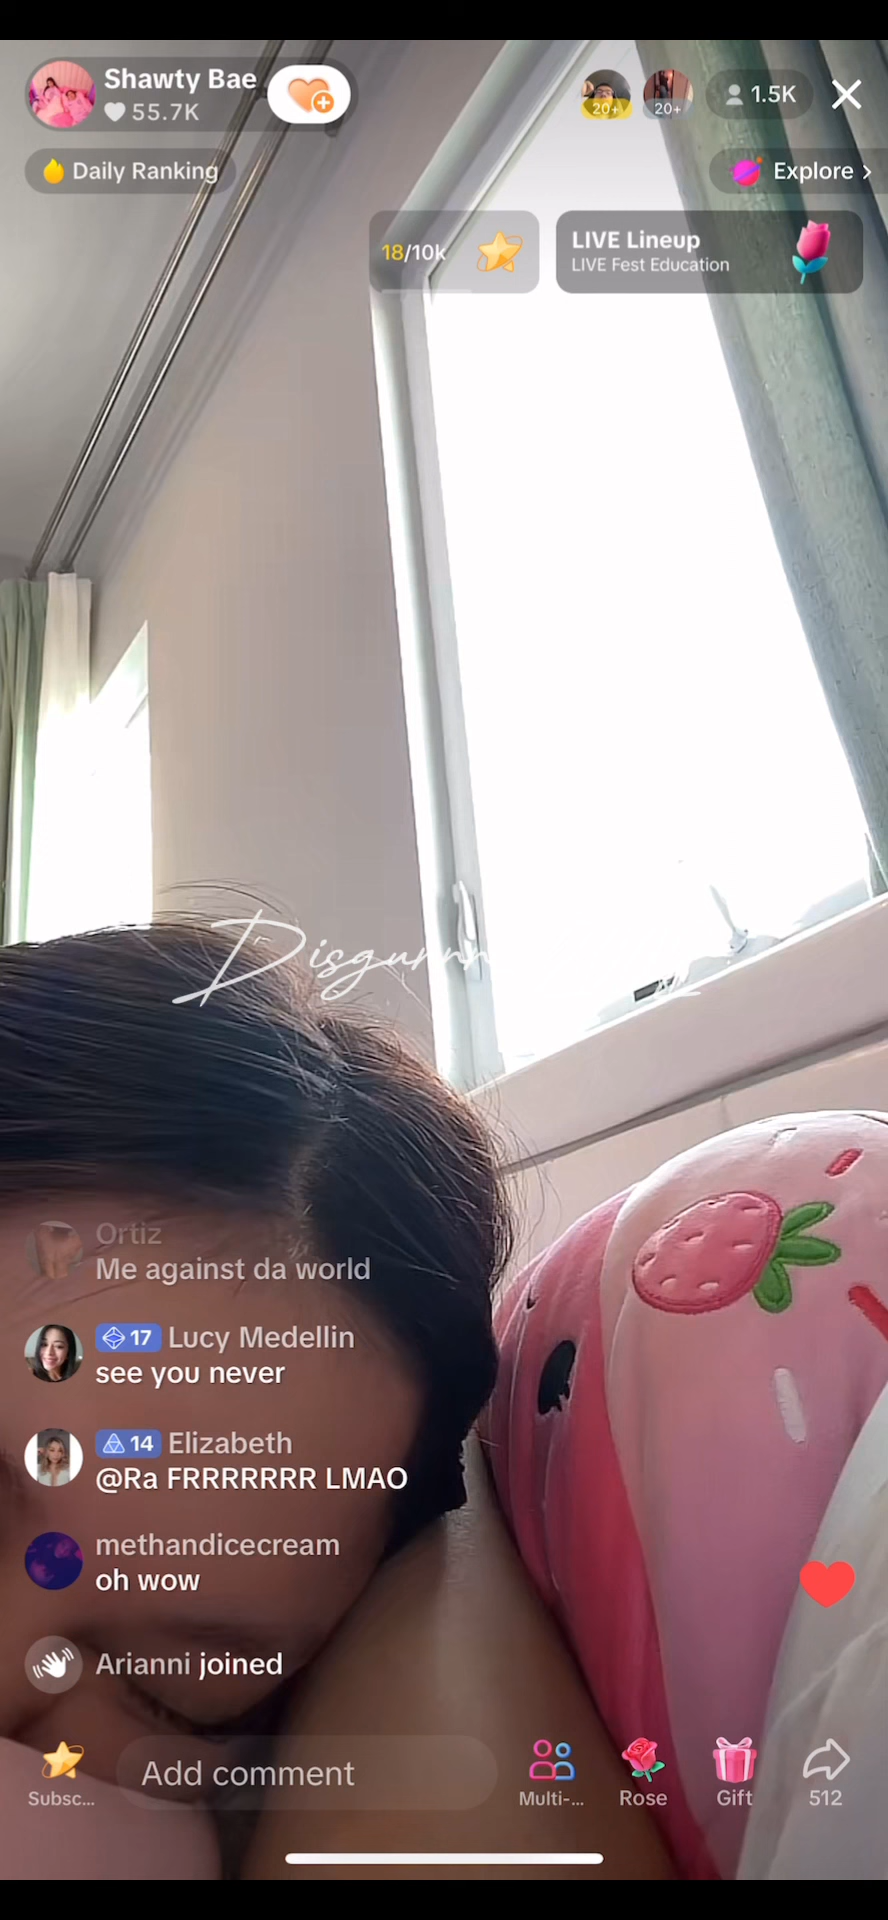 Shawty Bae
55.7K
20+
20+
1.5K
Daily Ranking
Explore
18/10k
LIVE Lineup
LIVE Fest Education
Ortiz
Me against da world
17 Lucy Medellin
see you never
14 Elizabeth
@Ra FRRRRRRR LMAO
methandicecream
oh wow
Arianni joined
Add comment
Subsc...
Multi-...
Rose
Gift
512